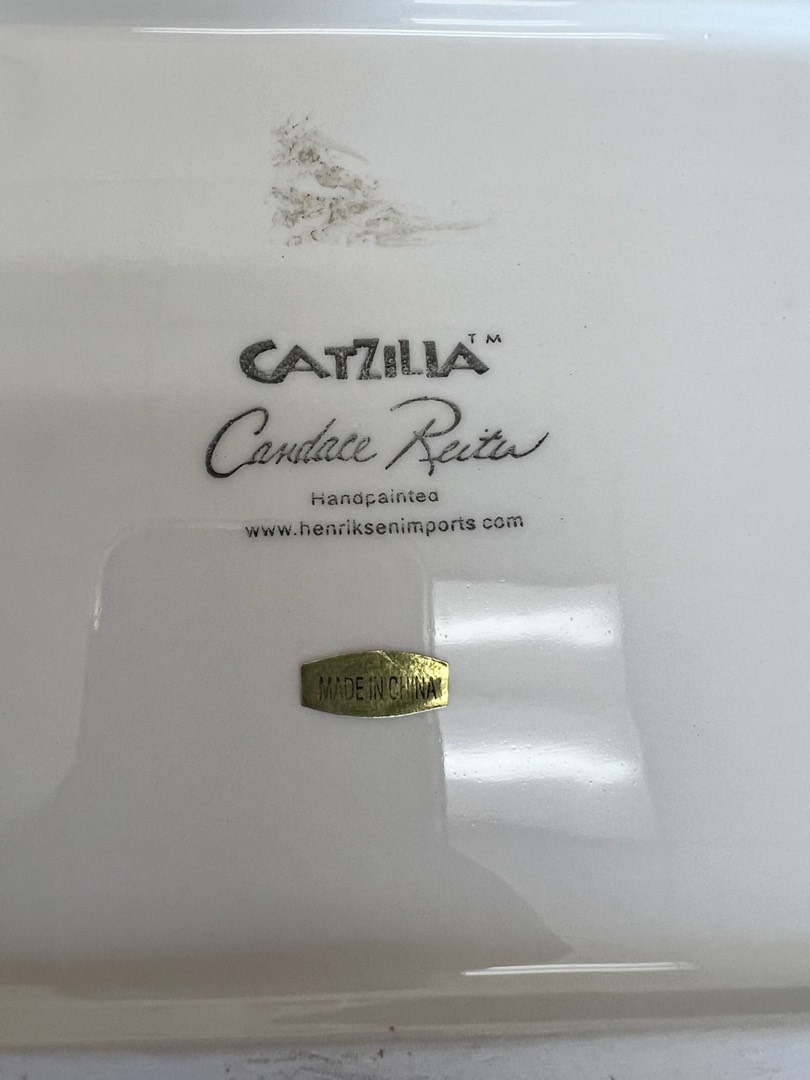 CATZILLA™
Candace Reiter
Handpainted
www.henriksenimports.com
MADE IN CHINA